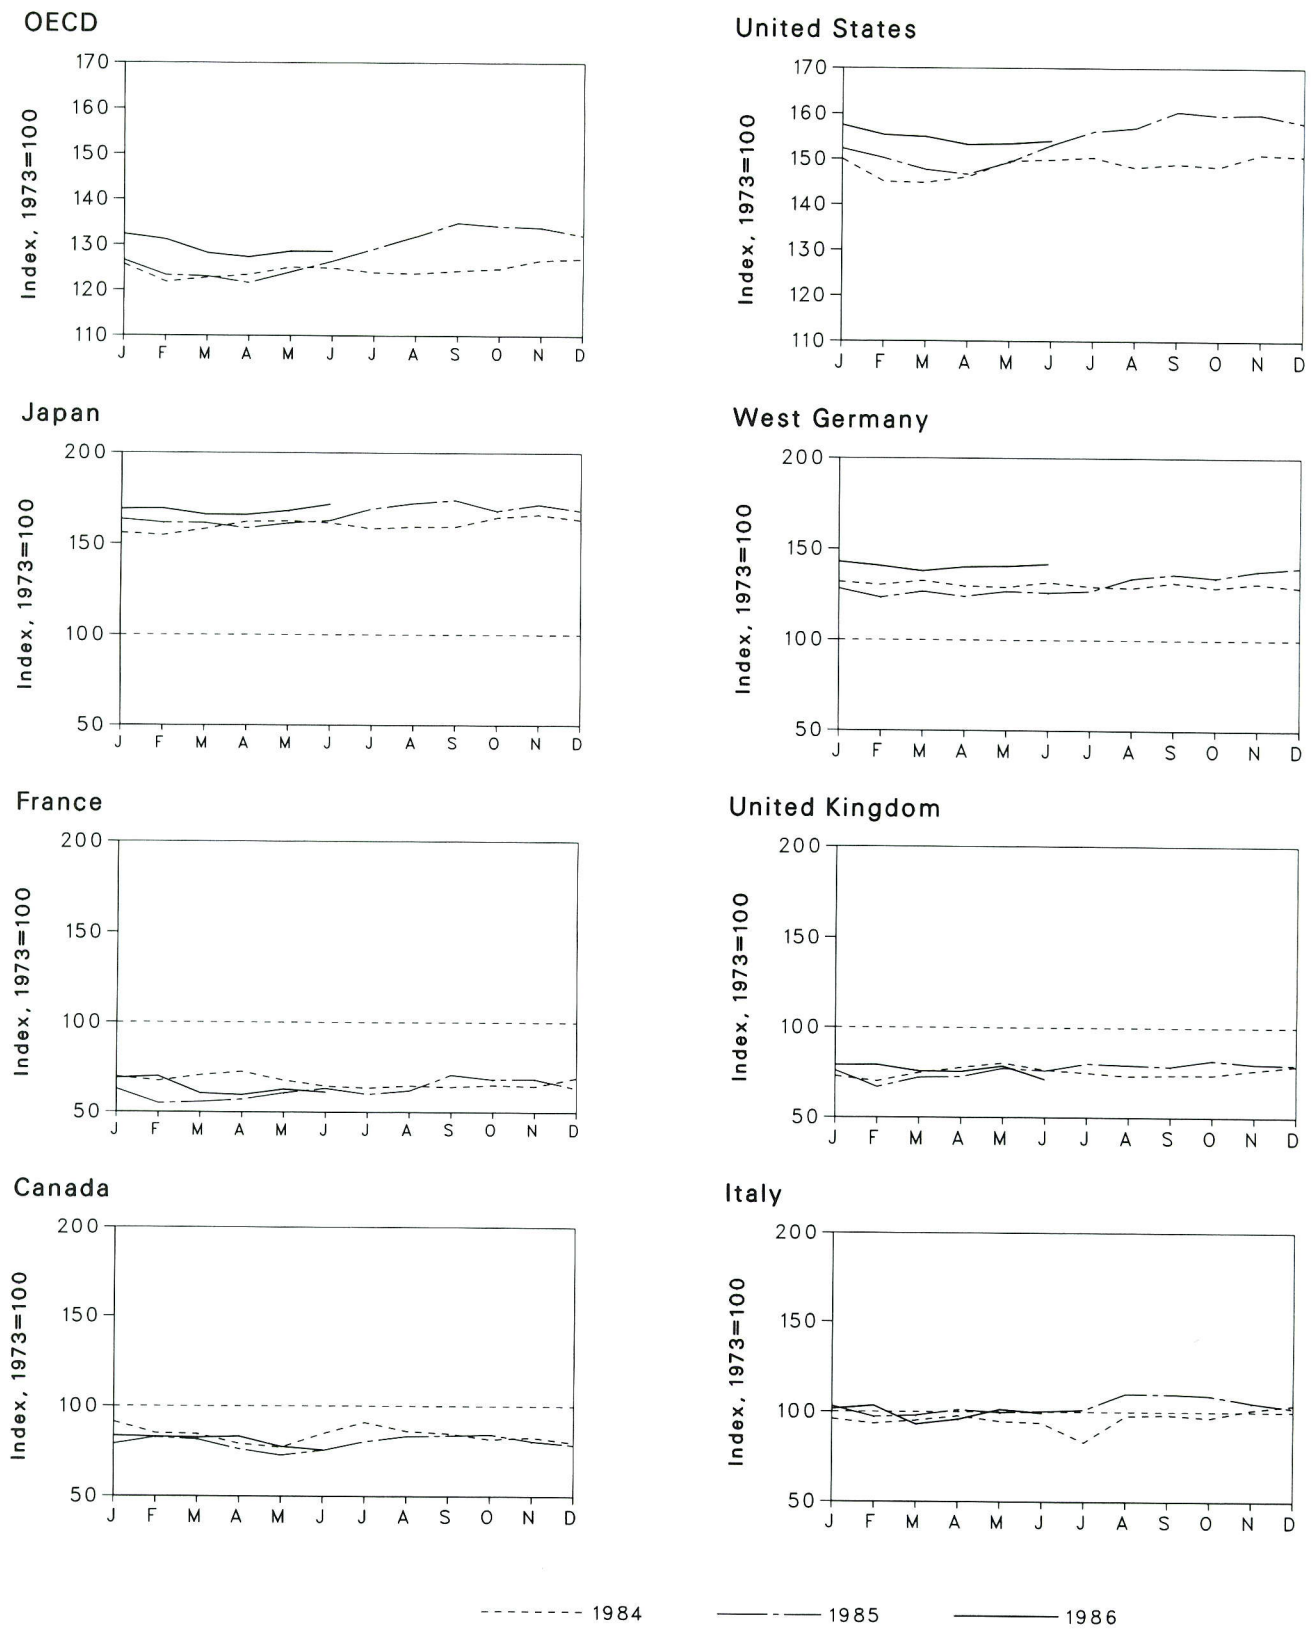 OECD
Index, 1973=100
170
160
150
140
130
120
110
J F M A M J J A S O N D
United States
Index, 1973=100
170
160
150
140
130
120
110
J F M A M J J A S O N D
Japan
Index, 1973=100
200
150
100
50
J F M A M J J A S O N D
West Germany
Index, 1973=100
200
150
100
50
J F M A M J J A S O N D
France
Index, 1973=100
200
150
100
50
J F M A M J J A S O N D
United Kingdom
Index, 1973=100
200
150
100
50
J F M A M J J A S O N D
Canada
Index, 1973=100
200
150
100
50
J F M A M J J A S O N D
Italy
Index, 1973=100
200
150
100
50
J F M A M J J A S O N D
1984 1985 1986